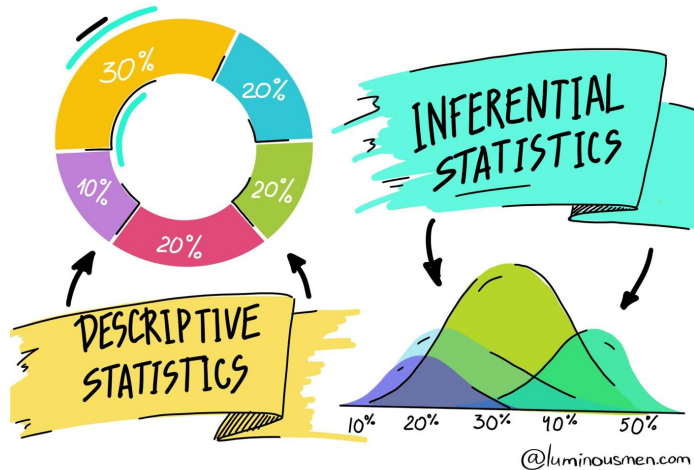 30%
20%
20%
20%
10%
DESCRIPTIVE
STATISTICS
INFERENTIAL
STATISTICS
10% 20% 30% 40% 50%
@luminousmen.com